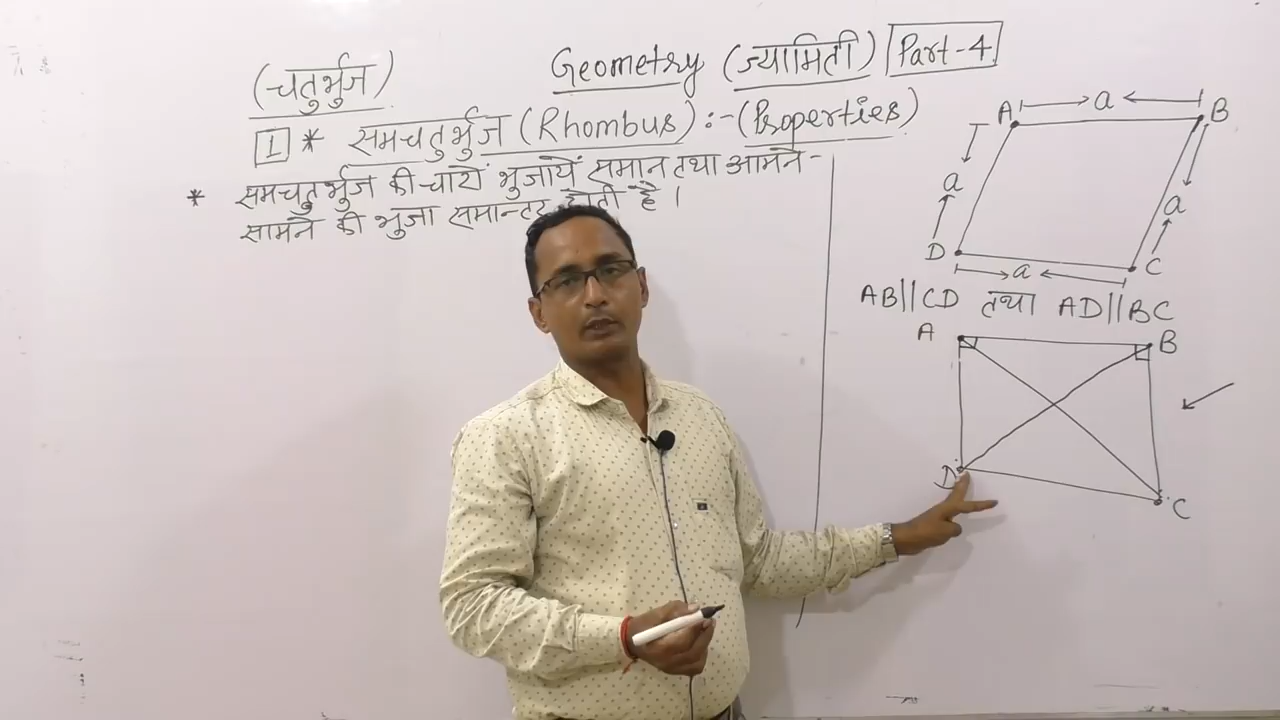 (चतुर्भुज)
Geometry (ज्यामिती) Part-4
1 * समचतुर्भुज (Rhombus) :- (Properties)
* समचतुर्भुज की चारों भुजायें समान तथा आमने-
सामने की भुजा समान्तर होती है।
A a B
a a
D a C
AB||CD तथा AD||BC
A B
D C